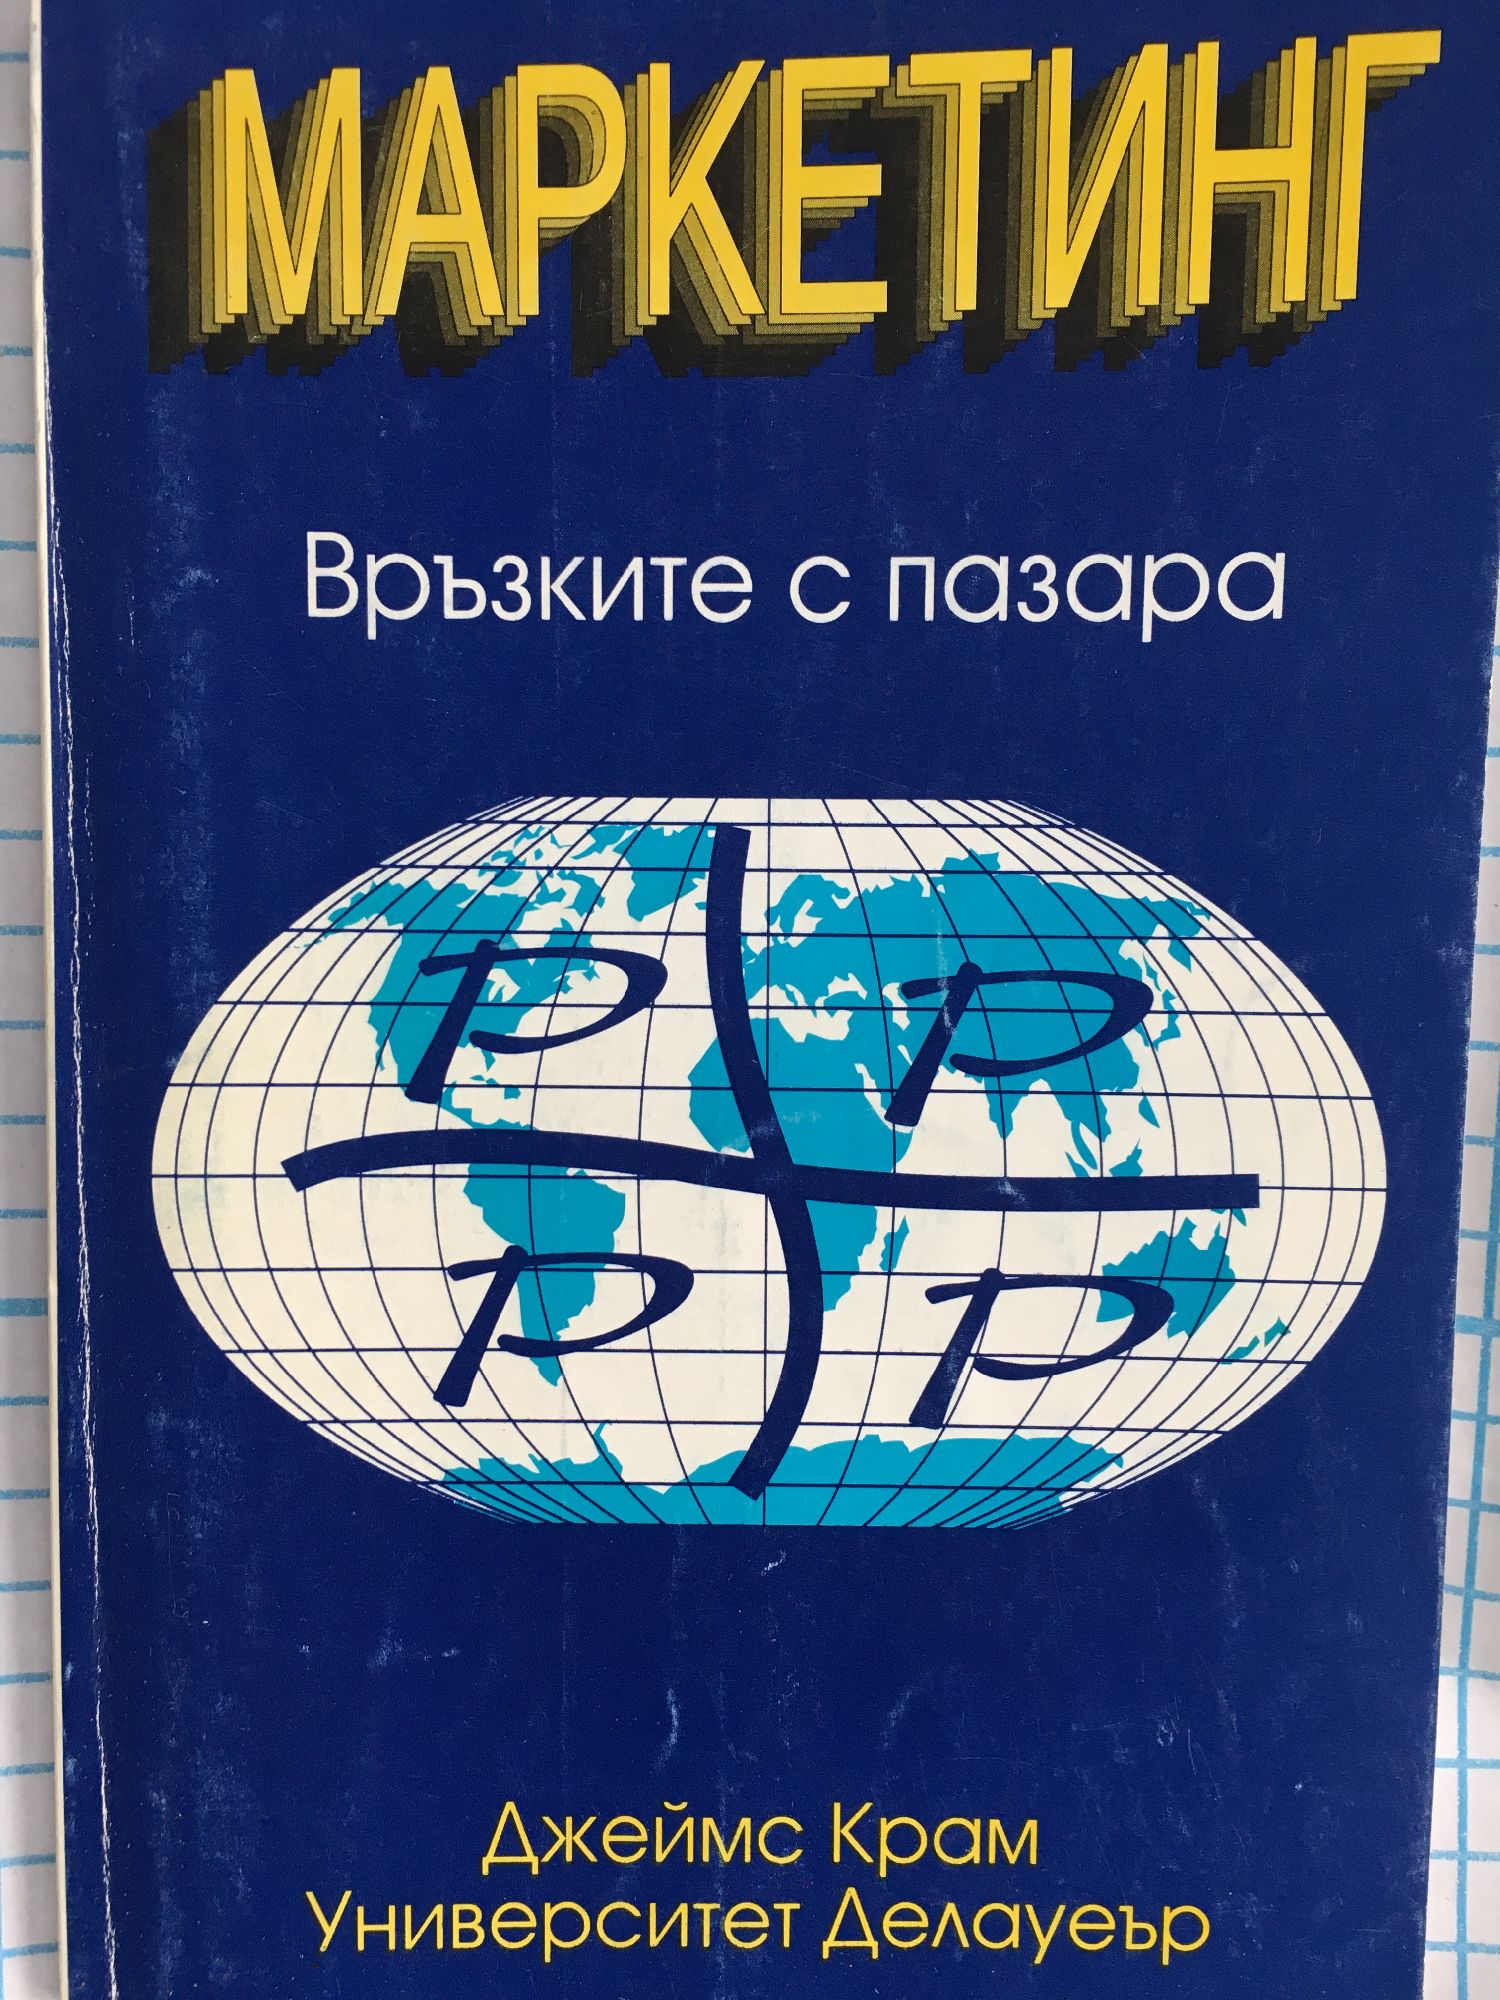 МАРКЕТИНГ
Връзките с пазара
P P
P P
Джеймс Крам
Университет Делауеър